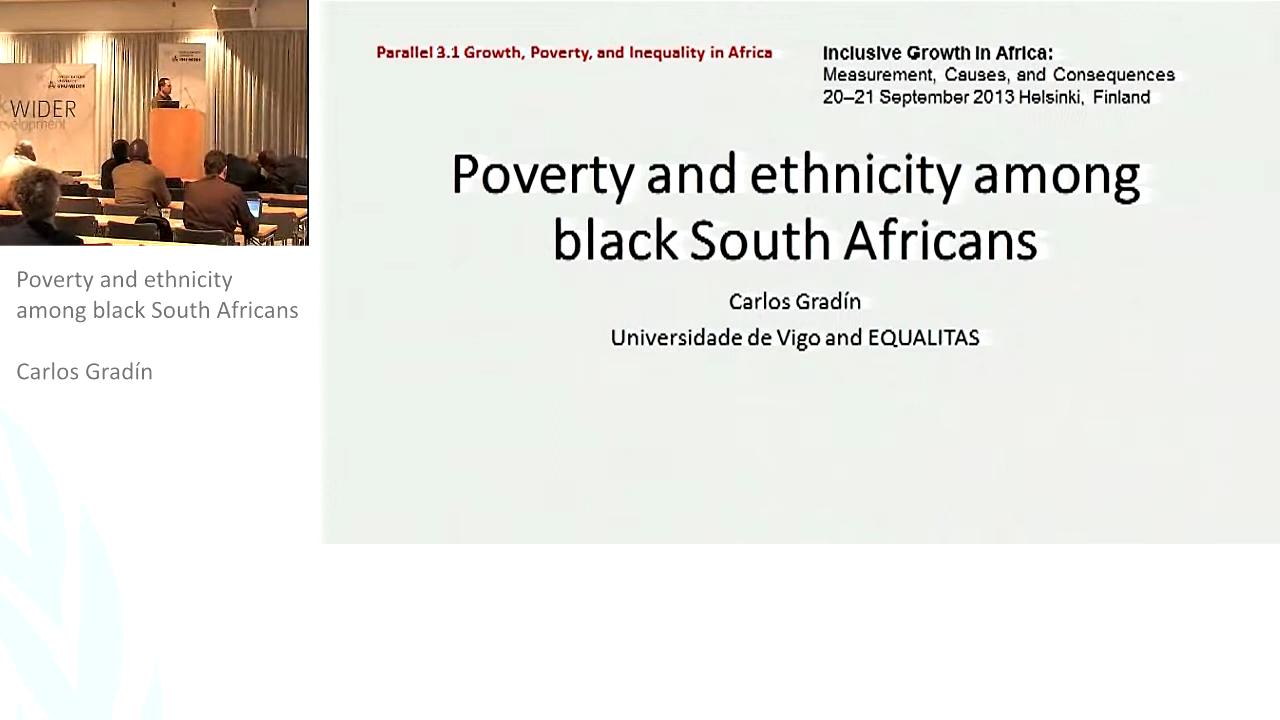 WIDER
UNU-WIDER
Poverty and ethnicity
among black South Africans
Carlos Gradín
Parallel 3.1 Growth, Poverty, and Inequality in Africa
Inclusive Growth in Africa:
Measurement, Causes, and Consequences
20–21 September 2013 Helsinki, Finland
Poverty and ethnicity among
black South Africans
Carlos Gradín
Universidade de Vigo and EQUALITAS